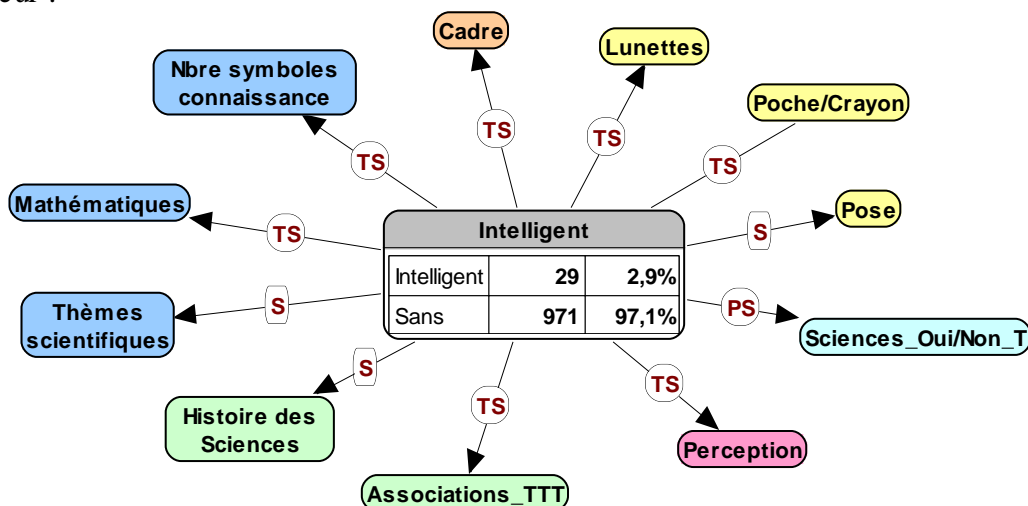 Cadre
Lunettes
Nbre symboles
connaissance
Poche/Crayon
TS
TS
TS
TS
Mathématiques
Pose
TS
S
Intelligent
Intelligent 29 2,9%
Sans 971 97,1%
Thèmes
scientifiques
S
PS
Sciences_Oui/Non_T
S
TS
TS
Histoire des
Sciences
Perception
Associations_TTT